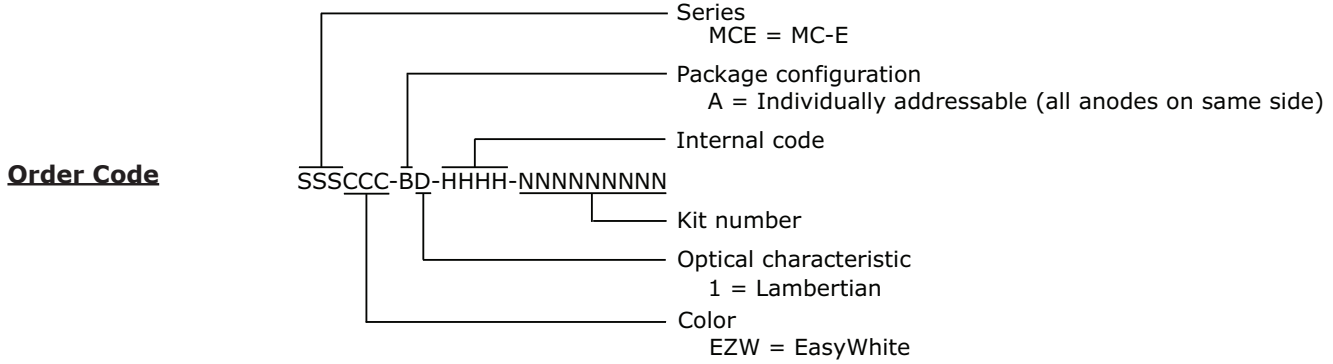 Series
MCE = MC-E
Package configuration
A = Individually addressable (all anodes on same side)
Internal code
Order Code
SSSCCC-BD-HHHH-NNNNNNNNN
Kit number
Optical characteristic
1 = Lambertian
Color
EZW = EasyWhite